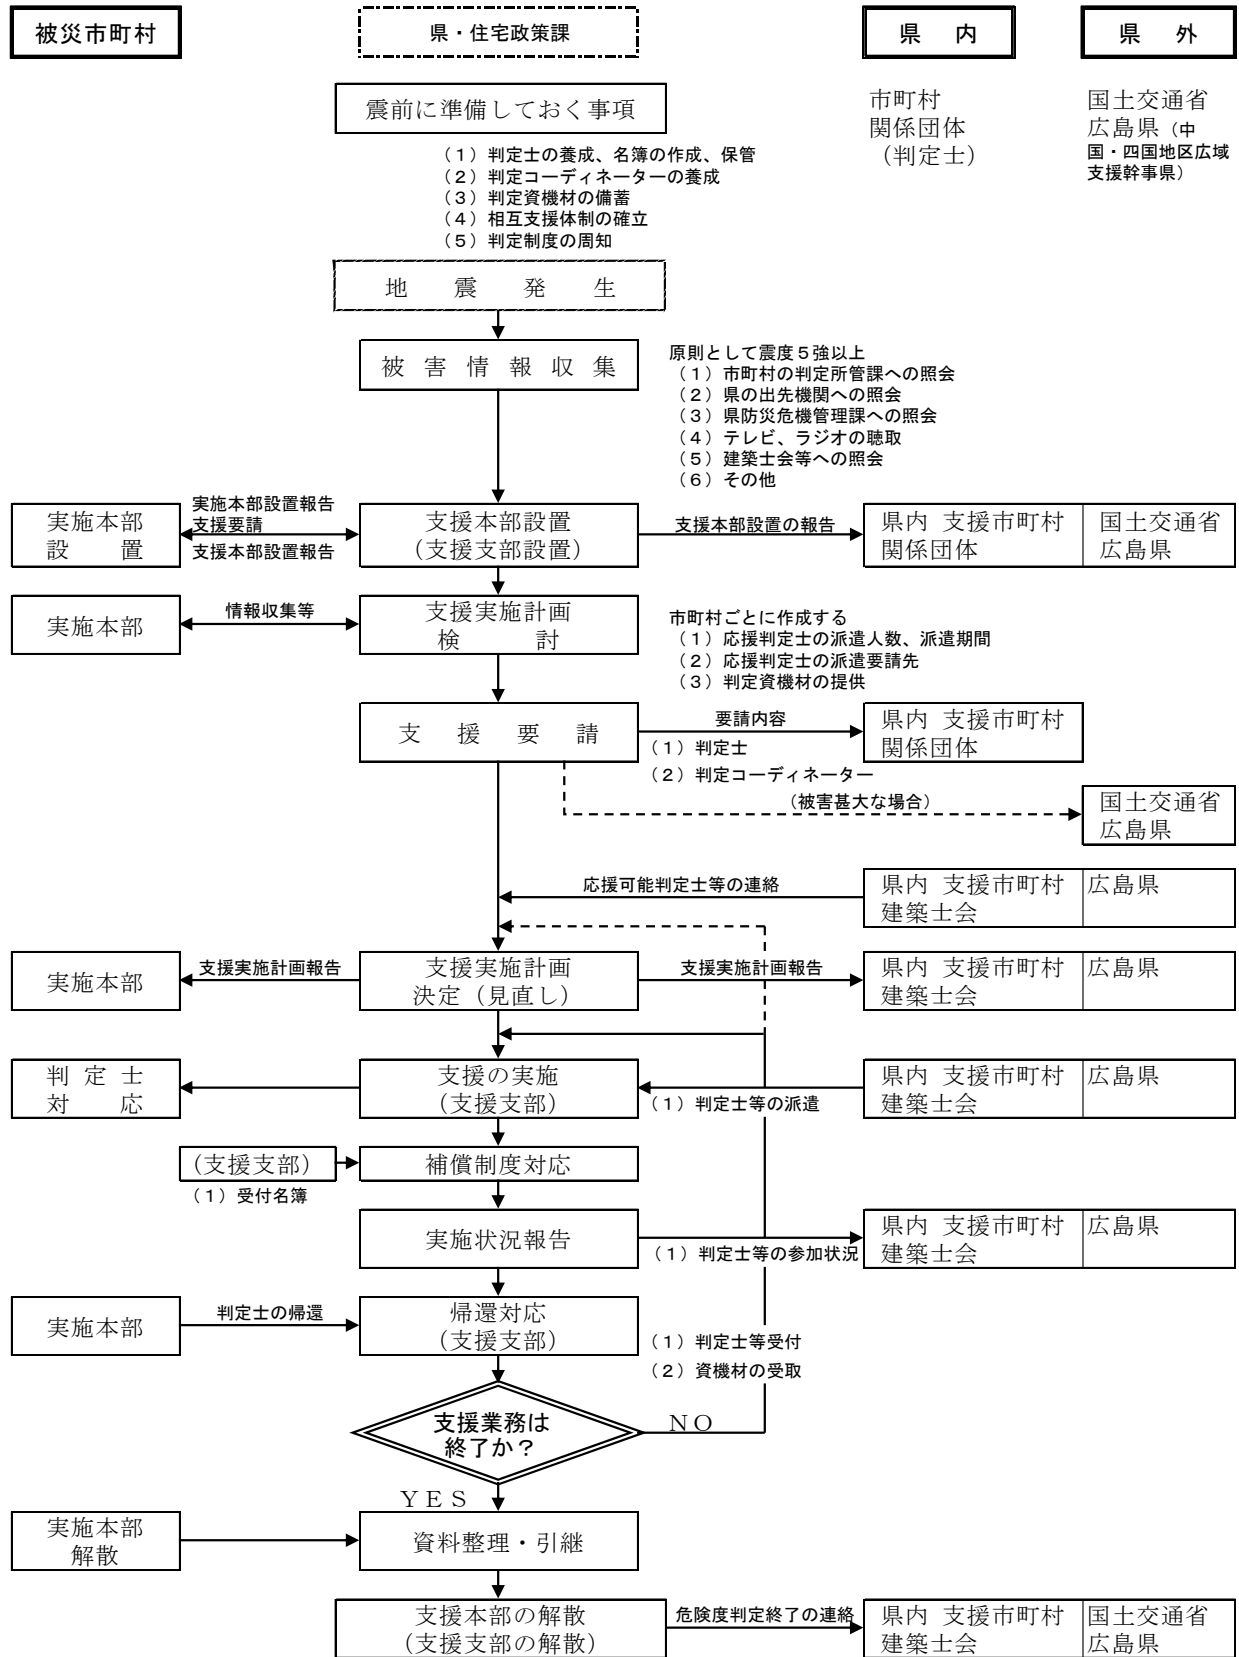 被災市町村
県・住宅政策課
県　内
県　外
震前に準備しておく事項
（１）判定士の養成、名簿の作成、保管
（２）判定コーディネーターの養成
（３）判定資機材の備蓄
（４）相互支援体制の確立
（５）判定制度の周知
市町村
関係団体
（判定士）
国土交通省
広島県（中
国・四国地区広域
支援幹事県）
地　震　発　生
被 害 情 報 収 集
原則として震度５強以上
（１）市町村の判定所管課への照会
（２）県の出先機関への照会
（３）県防災危機管理課への照会
（４）テレビ、ラジオの聴取
（５）建築士会等への照会
（６）その他
実施本部
設　　置
実施本部設置報告
支援要請
支援本部設置報告
支援本部設置
（支援支部設置）
支援本部設置の報告
県内 支援市町村
関係団体
国土交通省
広島県
実施本部
情報収集等
支援実施計画
検　　　討
市町村ごとに作成する
（１）応援判定士の派遣人数、派遣期間
（２）応援判定士の派遣要請先
（３）判定資機材の提供
支　援　要　請
要請内容
（１）判定士
（２）判定コーディネーター
県内 支援市町村
関係団体
（被害甚大な場合）
国土交通省
広島県
応援可能判定士等の連絡
県内 支援市町村
建築士会
広島県
実施本部
支援実施計画報告
支援実施計画
決定（見直し）
支援実施計画報告
県内 支援市町村
建築士会
広島県
判 定 士
対　　応
支援の実施
（支援支部）
（１）判定士等の派遣
県内 支援市町村
建築士会
広島県
（支援支部）
（１）受付名簿
補償制度対応
実施状況報告
（１）判定士等の参加状況
県内 支援市町村
建築士会
広島県
実施本部
判定士の帰還
帰還対応
（支援支部）
（１）判定士等受付
（２）資機材の受取
支援業務は
終了か？
ＮＯ
ＹＥＳ
実施本部
解散
資料整理・引継
支援本部の解散
（支援支部の解散）
危険度判定終了の連絡
県内 支援市町村
建築士会
国土交通省
広島県